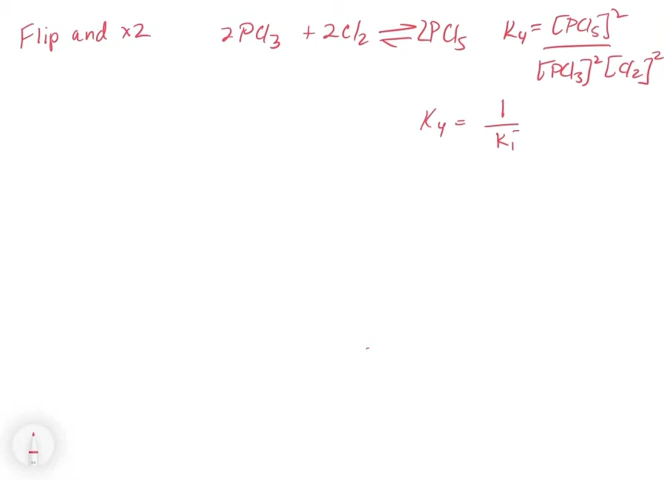 Flip and x2 2PCl3 + 2Cl2 ⇌ 2PCl5 K4 = [PCl5]^2 / [PCl3]^2 [Cl2]^2
K4 = 1 / K1